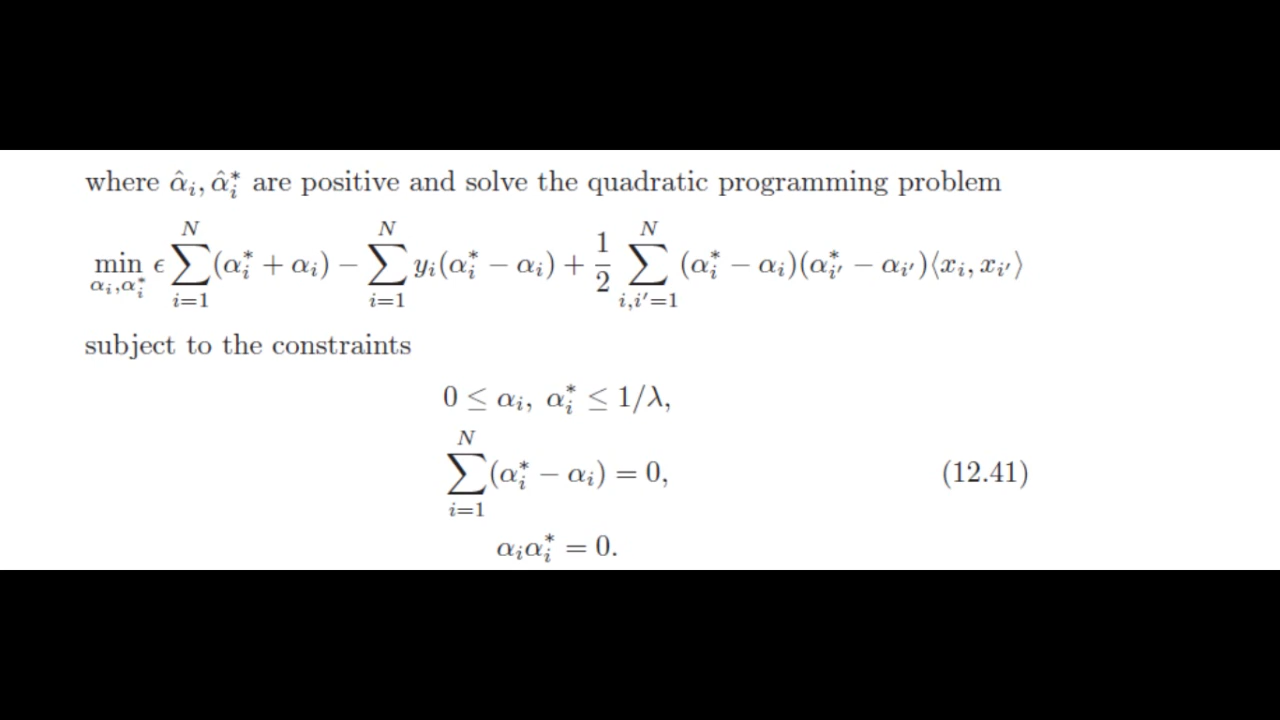 where α̂ᵢ, α̂ᵢ* are positive and solve the quadratic programming problem
min_{αᵢ,αᵢ*} ϵ ∑_{i=1}^{N} (αᵢ* + αᵢ) − ∑_{i=1}^{N} yᵢ(αᵢ* − αᵢ) + 1/2 ∑_{i,i′=1}^{N} (αᵢ* − αᵢ)(α_{i′}* − α_{i′})⟨xᵢ, x_{i′}⟩
subject to the constraints
0 ≤ αᵢ, αᵢ* ≤ 1/λ,
∑_{i=1}^{N} (αᵢ* − αᵢ) = 0, (12.41)
αᵢαᵢ* = 0.